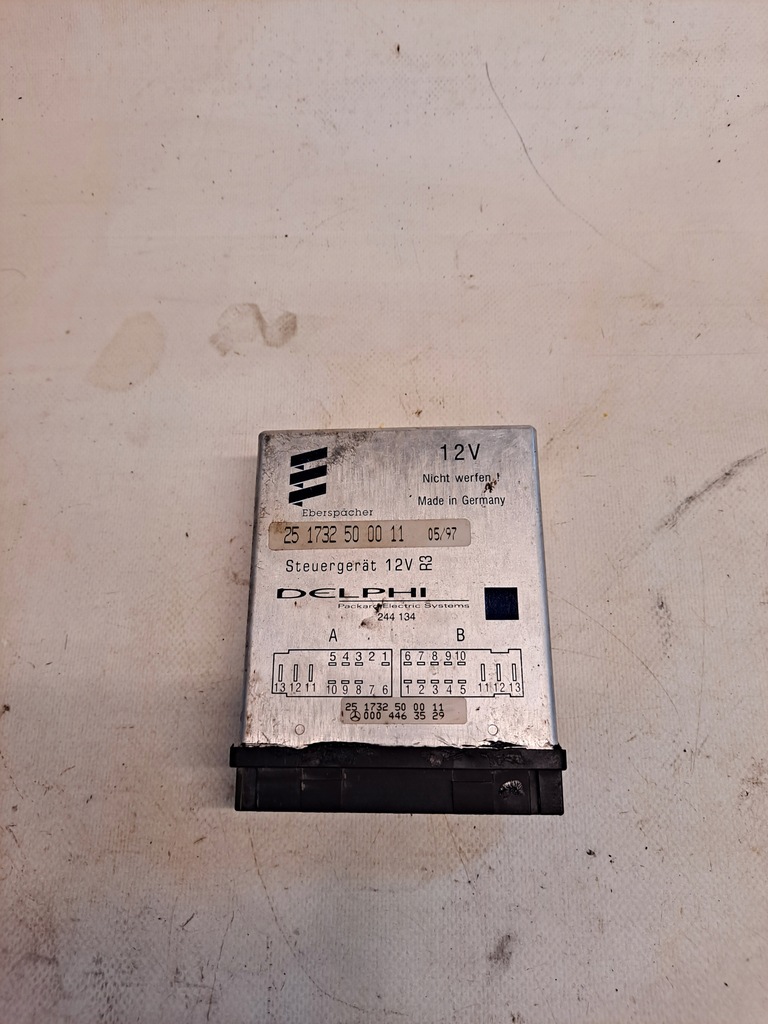 12V
Nicht werfen!
Made in Germany
Eberspächer
25 1732 50 00 11 05/97
Steuergerät 12V R3
DELPHI
Packard Electric Systems
244 134
A B
5 4 3 2 1 6 7 8 9 10
13 12 11 10 9 8 7 6 1 2 3 4 5 11 12 13
25 1732 50 00 11
000 446 35 29